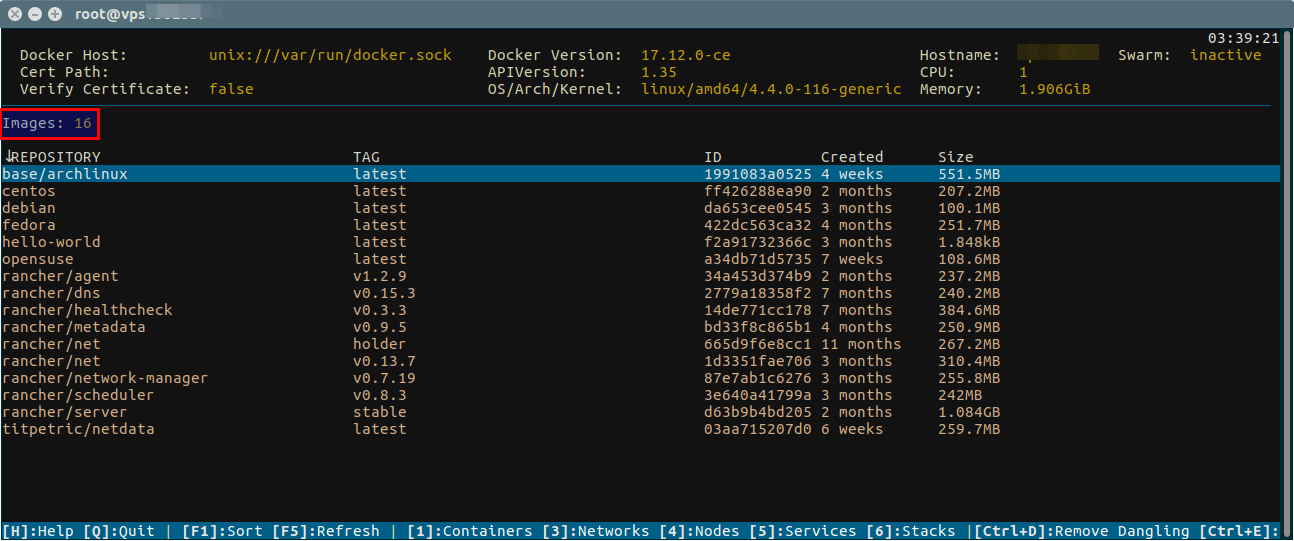 root@vps
03:39:21
Docker Host: unix:///var/run/docker.sock Docker Version: 17.12.0-ce Hostname: Swarm: inactive
Cert Path: APIVersion: 1.35 CPU: 1
Verify Certificate: false OS/Arch/Kernel: linux/amd64/4.4.0-116-generic Memory: 1.906GiB
Images: 16
↓REPOSITORY TAG ID Created Size
base/archlinux latest 1991083a0525 4 weeks 551.5MB
centos latest ff426288ea90 2 months 207.2MB
debian latest da653cee0545 3 months 100.1MB
fedora latest 422dc563ca32 4 months 251.7MB
hello-world latest f2a91732366c 3 months 1.848kB
opensuse latest a34db71d5735 7 weeks 108.6MB
rancher/agent v1.2.9 34a453d374b9 2 months 237.2MB
rancher/dns v0.15.3 2779a18358f2 7 months 240.2MB
rancher/healthcheck v0.3.3 14de771cc178 7 months 384.6MB
rancher/metadata v0.9.5 bd33f8c865b1 4 months 250.9MB
rancher/net holder 665d9f6e8cc1 11 months 267.2MB
rancher/net v0.13.7 1d3351fae706 3 months 310.4MB
rancher/network-manager v0.7.19 87e7ab1c6276 3 months 255.8MB
rancher/scheduler v0.8.3 3e640a41799a 3 months 242MB
rancher/server stable d63b9b4bd205 2 months 1.084GB
titpetric/netdata latest 03aa715207d0 6 weeks 259.7MB
[H]:Help [Q]:Quit | [F1]:Sort [F5]:Refresh | [1]:Containers [3]:Networks [4]:Nodes [5]:Services [6]:Stacks |[Ctrl+D]:Remove Dangling [Ctrl+E]: